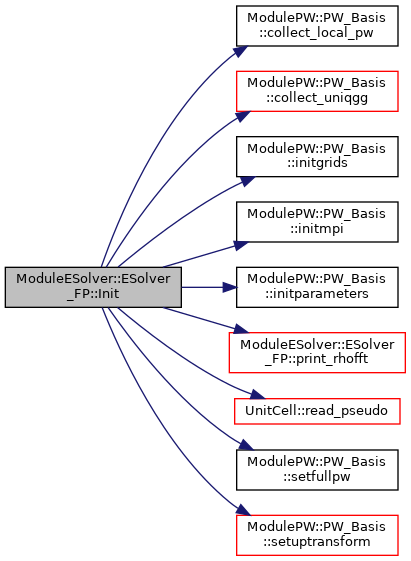 ModulePW::PW_Basis
::collect_local_pw
ModulePW::PW_Basis
::collect_uniqgg
ModulePW::PW_Basis
::initgrids
ModulePW::PW_Basis
::initmpi
ModuleESolver::ESolver
_FP::Init
ModulePW::PW_Basis
::initparameters
ModuleESolver::ESolver
_FP::print_rhofft
UnitCell::read_pseudo
ModulePW::PW_Basis
::setfullpw
ModulePW::PW_Basis
::setuptransform